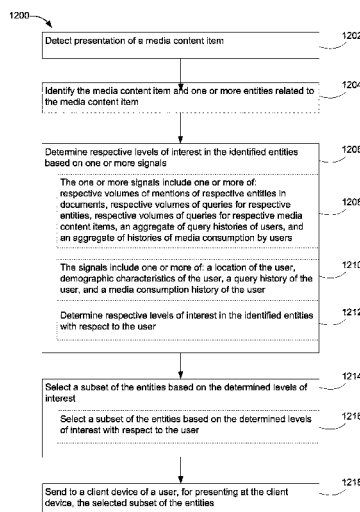 1200
Detect presentation of a media content item
1202
Identify the media content item and one or more entities related to
the media content item
1204
Determine respective levels of interest in the identified entities
based on one or more signals
1206
The one or more signals include one or more of:
respective volumes of mentions of respective entitles in
documents, respective volumes of queries for respective
entities, respective volumes of queries for respective media
content items, an aggregate of query histories of users, and
an aggregate of histories of media consumption by users
1208
The signals include one or more of: a location of the user,
demographic characteristics of the user, a query history of
the user, and a media consumption history of the user
1210
Determine respective levels of interest in the identified entities
with respect to the user
1212
Select a subset of the entities based on the determined levels of
interest
1214
Select a subset of the entities based on the determined levels
of interest with respect to the user
1216
Send to a client device of a user, for presenting at the client
device, the selected subset of the entities
1218